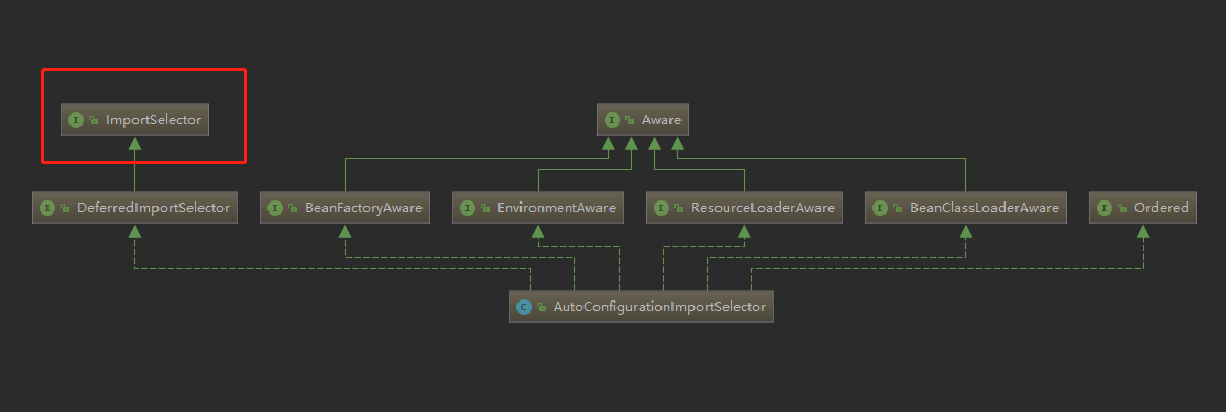 ImportSelector
Aware
DeferredImportSelector
BeanFactoryAware
EnvironmentAware
ResourceLoaderAware
BeanClassLoaderAware
Ordered
AutoConfigurationImportSelector